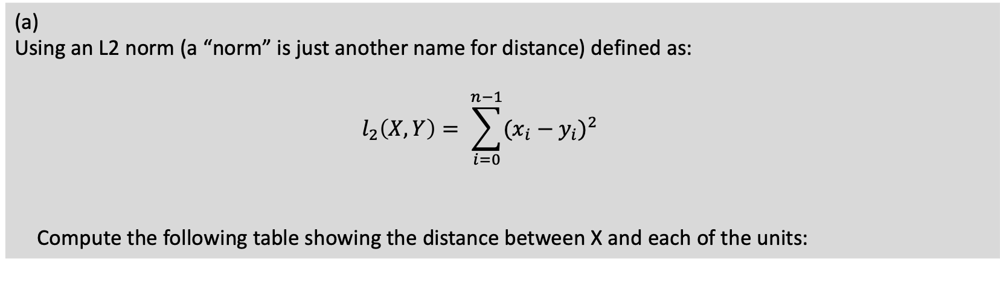 (a)
Using an L2 norm (a “norm” is just another name for distance) defined as:
n−1
l₂(X, Y) = ∑(xᵢ − yᵢ)²
i=0
Compute the following table showing the distance between X and each of the units: